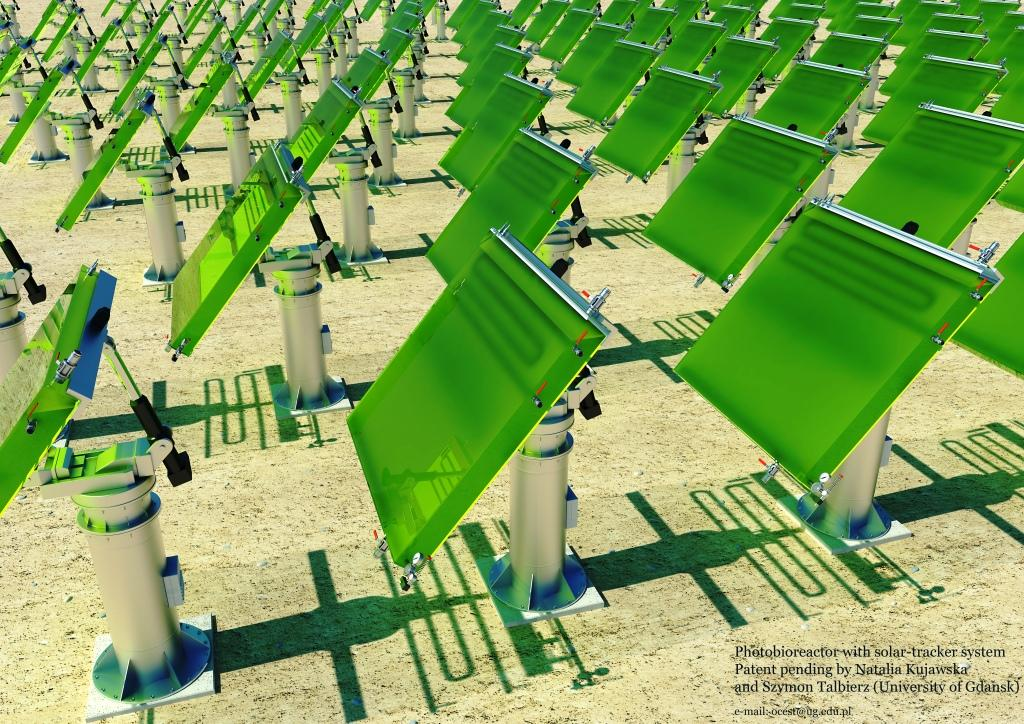 Photobioreactor with solar-tracker system
Patent pending by Natalia Kujawska
and Szymon Talbierz (University of Gdańsk)
e-mail: ocest@ug.edu.pl